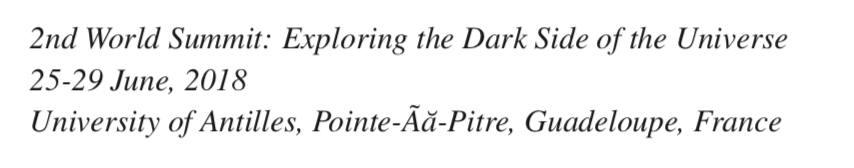 2nd World Summit: Exploring the Dark Side of the Universe
25-29 June, 2018
University of Antilles, Pointe-Ãă-Pitre, Guadeloupe, France